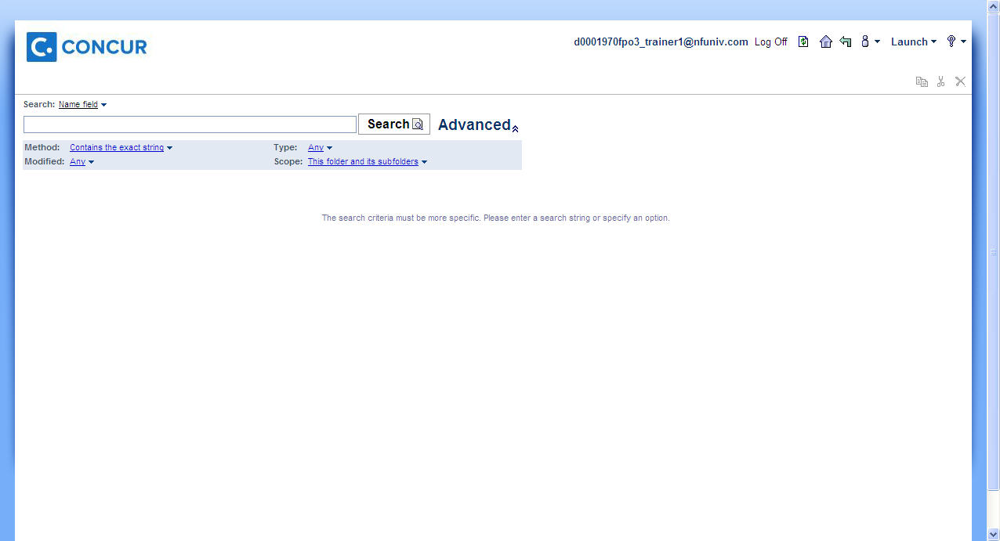 C. CONCUR
d0001970fpo3_trainer1@nfuniv.com Log Off Launch
Search: Name field
Search Advanced
Method: Contains the exact string Type: Any
Modified: Any Scope: This folder and its subfolders
The search criteria must be more specific. Please enter a search string or specify an option.